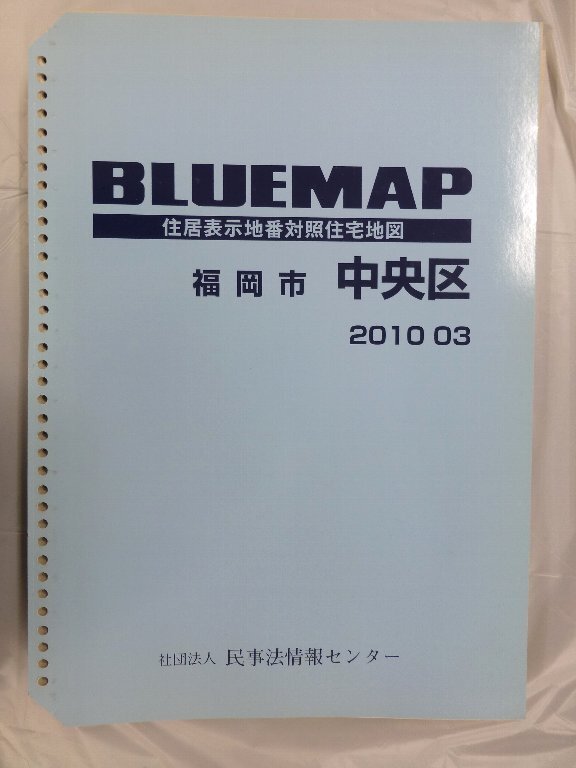 BLUEMAP
住居表示地番対照住宅地図
福岡市 中央区
2010 03
社団法人 民事法情報センター